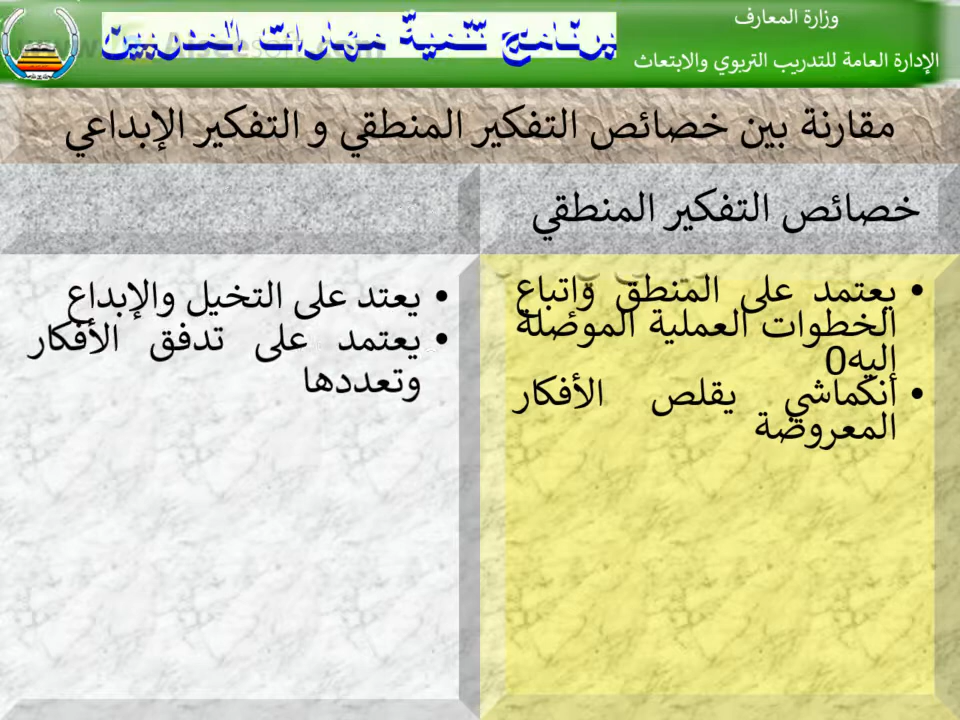 وزارة المعارف
الإدارة العامة للتدريب التربوي والابتعاث
برنامج تنمية مهارات المدربين
مقارنة بين خصائص التفكير المنطقي و التفكير الإبداعي
خصائص التفكير المنطقي
• يعتمد على المنطق واتباع
الخطوات العملية الموصلة
إليه0
• انكماشي يقلص الأفكار
المعروضة
• يعتد على التخيل والإبداع
• يعتمد على تدفق الأفكار
وتعددها